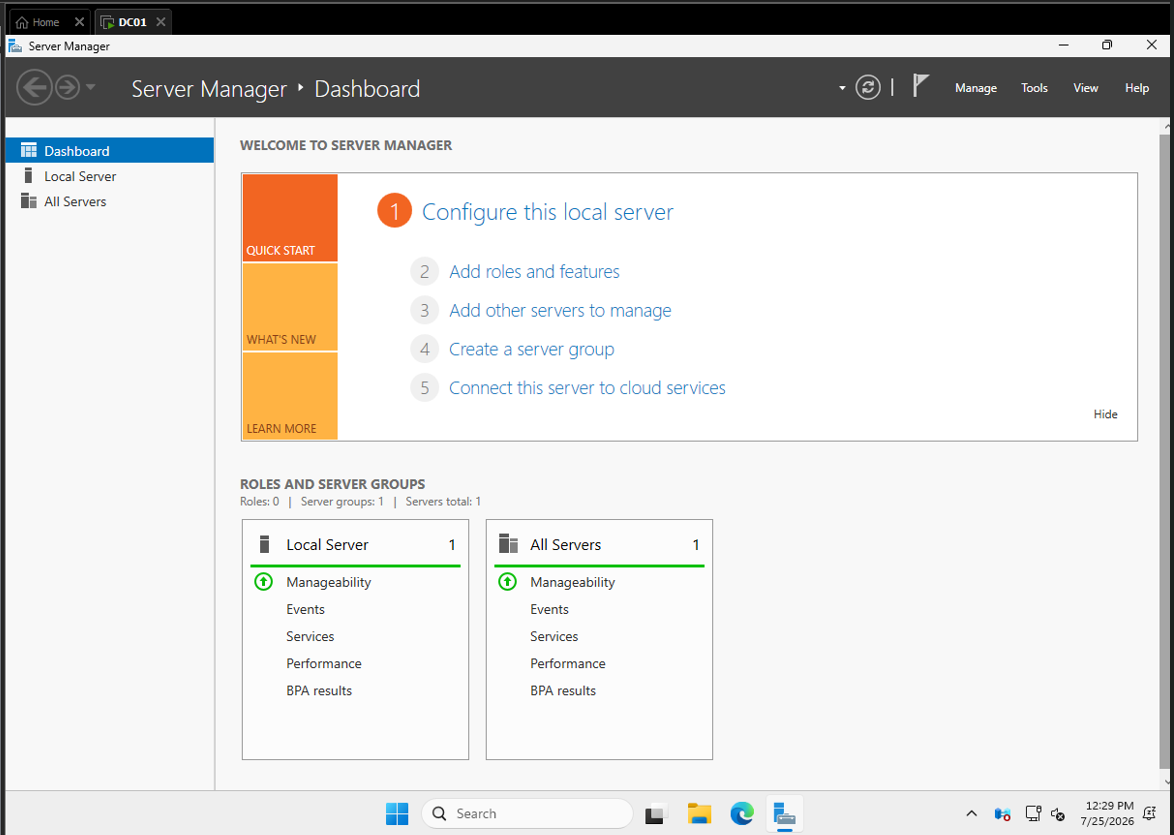 Home
DC01
Server Manager
Server Manager Dashboard
Manage Tools View Help
Dashboard
Local Server
All Servers
WELCOME TO SERVER MANAGER
QUICK START
WHAT'S NEW
LEARN MORE
1 Configure this local server
2 Add roles and features
3 Add other servers to manage
4 Create a server group
5 Connect this server to cloud services
Hide
ROLES AND SERVER GROUPS
Roles: 0 | Server groups: 1 | Servers total: 1
Local Server 1
Manageability
Events
Services
Performance
BPA results
All Servers 1
Manageability
Events
Services
Performance
BPA results
Search
12:29 PM
7/25/2026